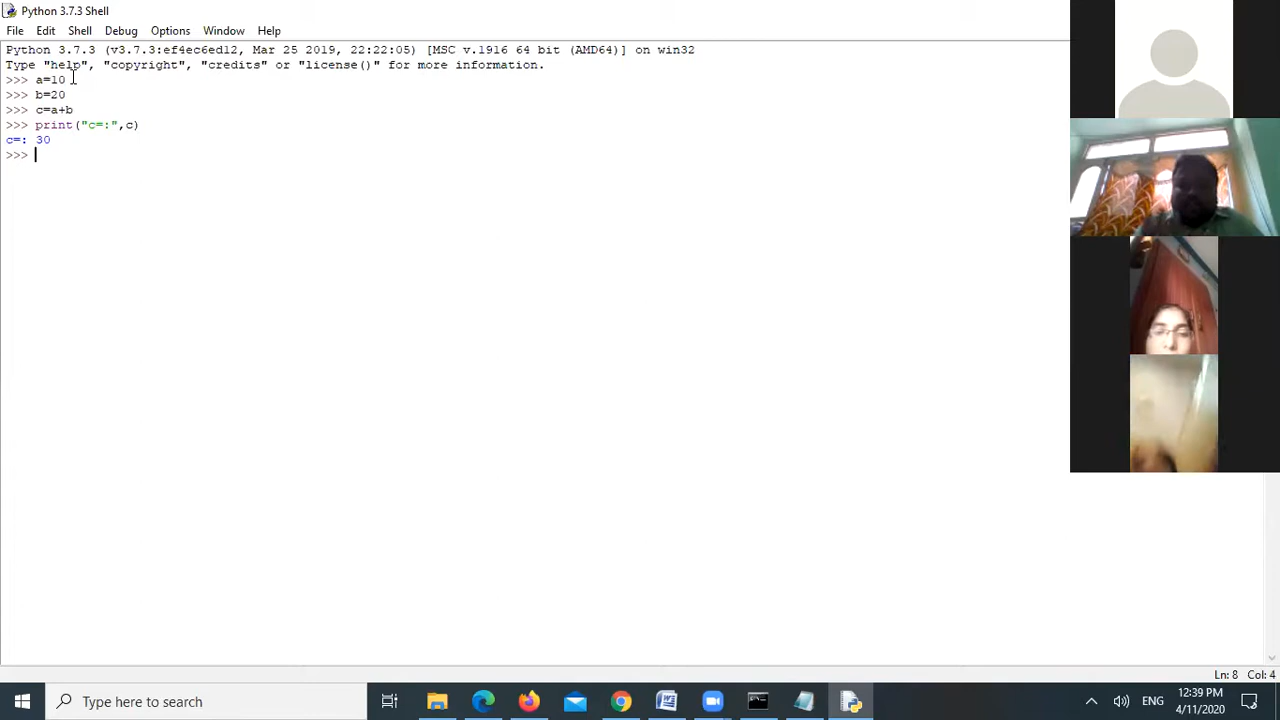 Python 3.7.3 Shell
File Edit Shell Debug Options Window Help
Python 3.7.3 (v3.7.3:ef4ec6ed12, Mar 25 2019, 22:22:05) [MSC v.1916 64 bit (AMD64)] on win32
Type "help", "copyright", "credits" or "license()" for more information.
>>> a=10
>>> b=20
>>> c=a+b
>>> print("c=:",c)
c=: 30
>>>
Ln: 8 Col: 4
Type here to search
ENG
12:39 PM
4/11/2020